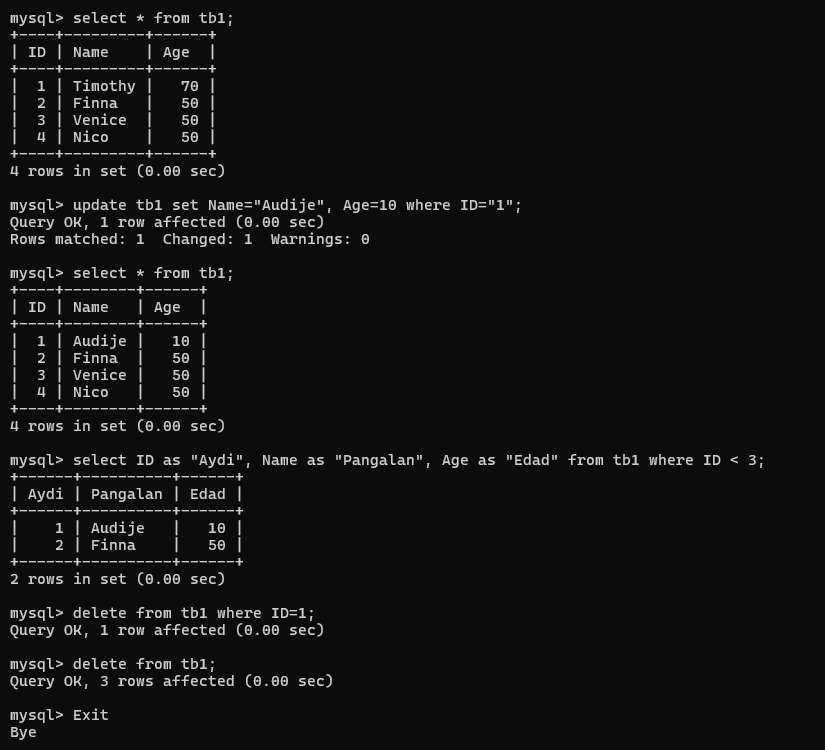 mysql> select * from tb1;
+----+---------+------+
| ID | Name    | Age  |
+----+---------+------+
|  1 | Timothy |   70 |
|  2 | Finna   |   50 |
|  3 | Venice  |   50 |
|  4 | Nico    |   50 |
+----+---------+------+
4 rows in set (0.00 sec)

mysql> update tb1 set Name="Audije", Age=10 where ID="1";
Query OK, 1 row affected (0.00 sec)
Rows matched: 1  Changed: 1  Warnings: 0

mysql> select * from tb1;
+----+--------+------+
| ID | Name   | Age  |
+----+--------+------+
|  1 | Audije |   10 |
|  2 | Finna  |   50 |
|  3 | Venice |   50 |
|  4 | Nico   |   50 |
+----+--------+------+
4 rows in set (0.00 sec)

mysql> select ID as "Aydi", Name as "Pangalan", Age as "Edad" from tb1 where ID < 3;
+------+----------+------+
| Aydi | Pangalan | Edad |
+------+----------+------+
|    1 | Audije   |   10 |
|    2 | Finna    |   50 |
+------+----------+------+
2 rows in set (0.00 sec)

mysql> delete from tb1 where ID=1;
Query OK, 1 row affected (0.00 sec)

mysql> delete from tb1;
Query OK, 3 rows affected (0.00 sec)

mysql> Exit
Bye